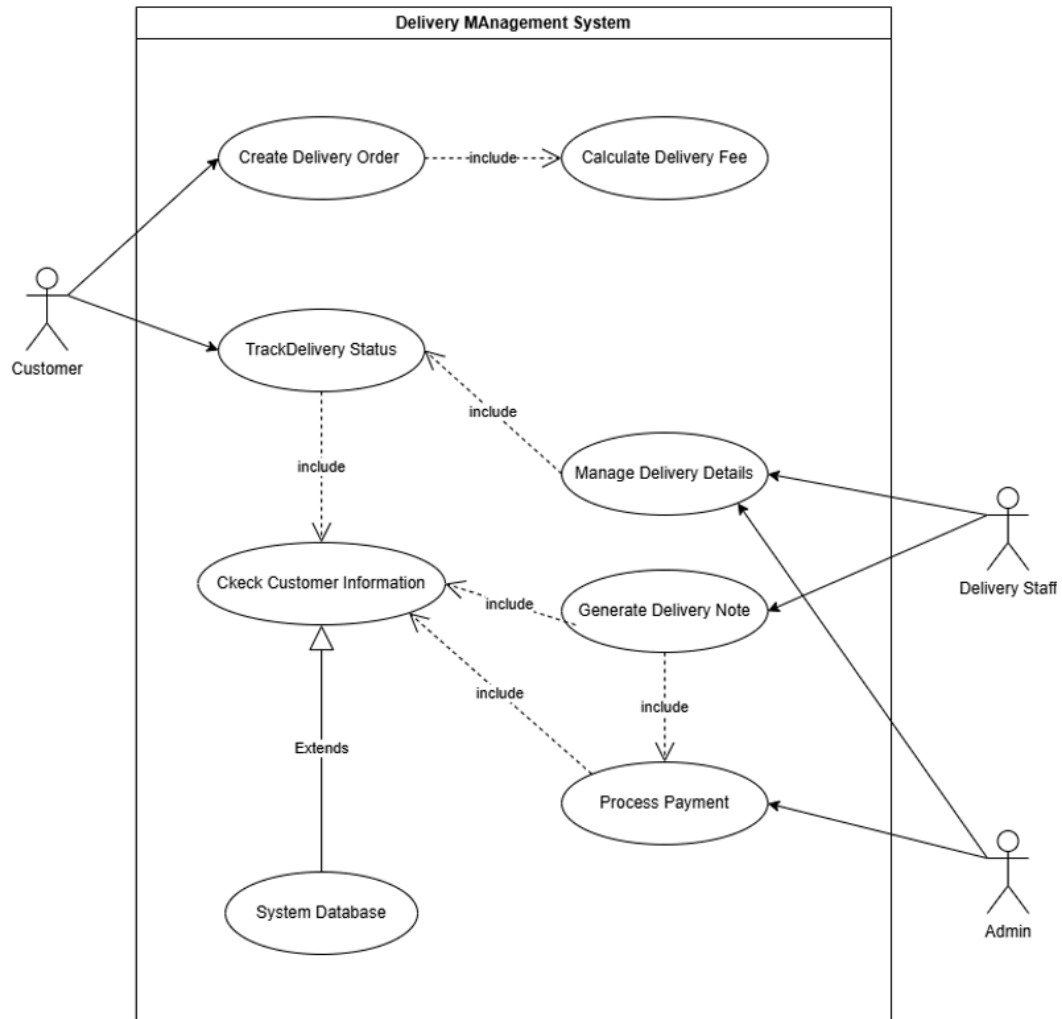 Delivery MAnagement System
Create Delivery Order
include
Calculate Delivery Fee
Customer
TrackDelivery Status
include
include
Manage Delivery Details
Ckeck Customer Information
include
Generate Delivery Note
Delivery Staff
include
include
Extends
Process Payment
System Database
Admin